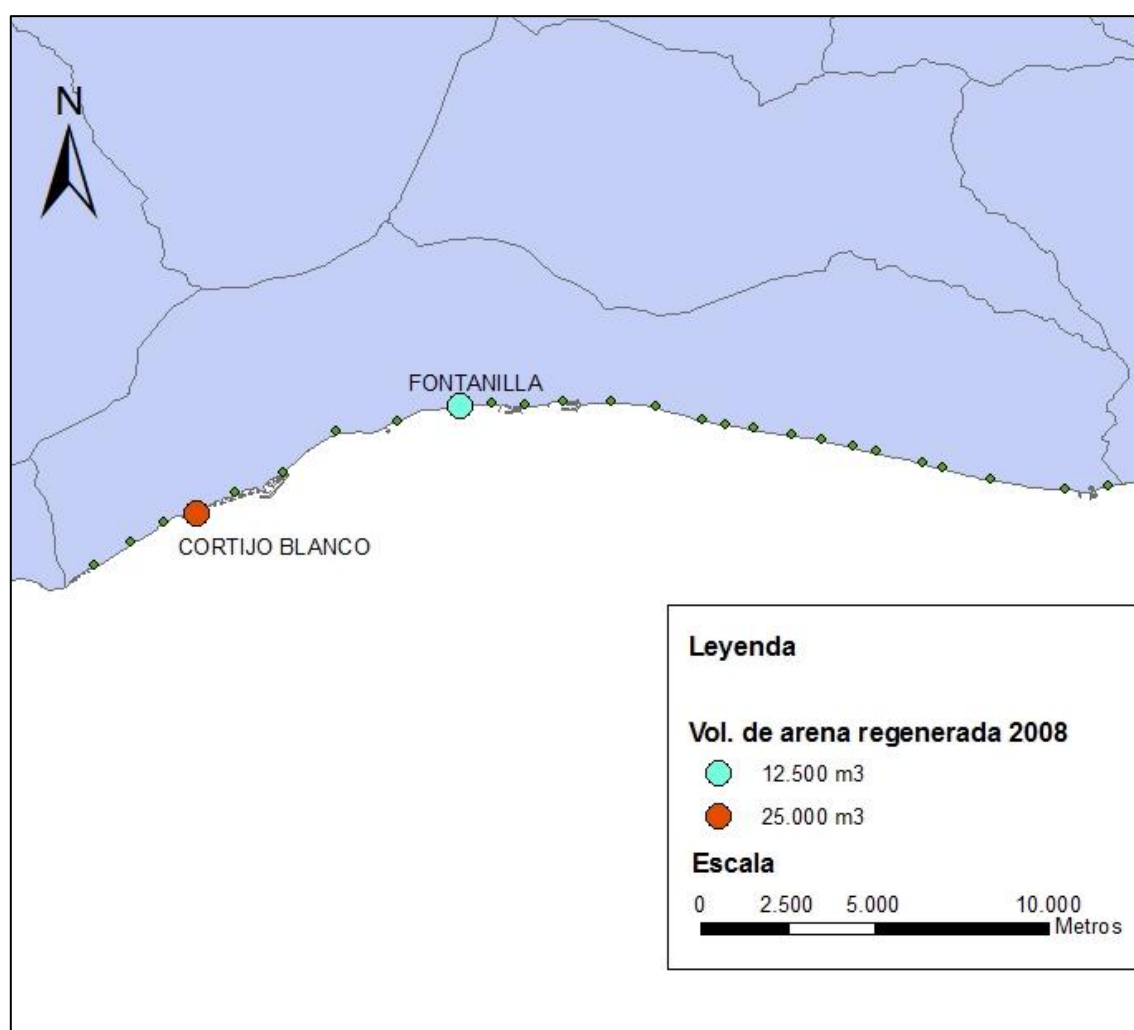 N
FONTANILLA
CORTIJO BLANCO
Leyenda
Vol. de arena regenerada 2008
12.500 m3
25.000 m3
Escala
0 2.500 5.000 10.000
Metros